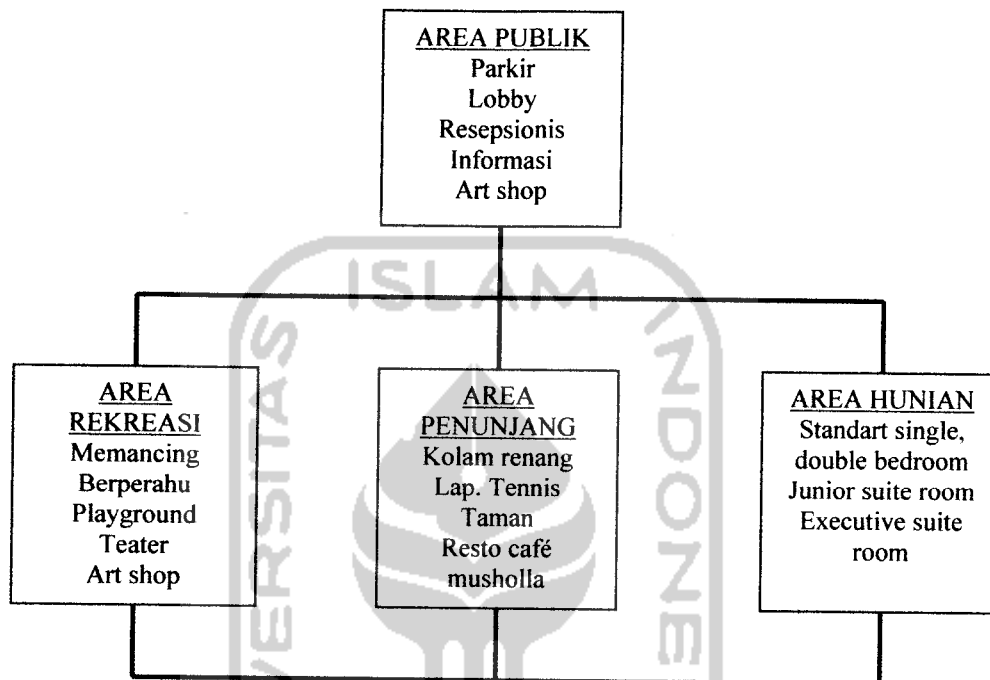 AREA PUBLIK
Parkir
Lobby
Resepsionis
Informasi
Art shop
AREA
REKREASI
Memancing
Berperahu
Playground
Teater
Art shop
AREA
PENUNJANG
Kolam renang
Lap. Tennis
Taman
Resto café
musholla
AREA HUNIAN
Standart single,
double bedroom
Junior suite room
Executive suite
room
ISLAM